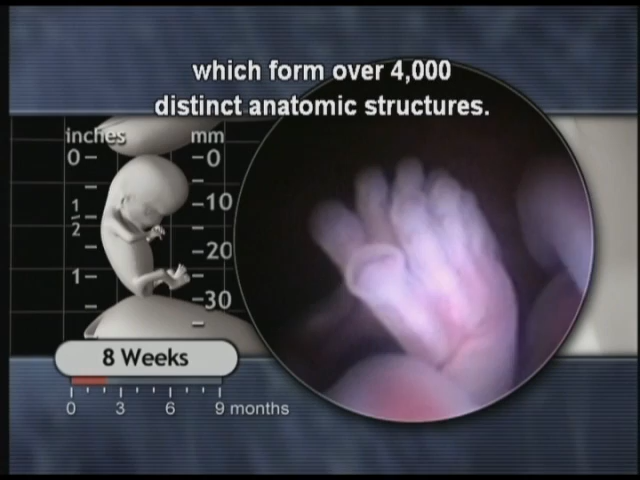 which form over 4,000
distinct anatomic structures.
inches mm
0 0
1/2 10
20
1 30
8 Weeks
0 3 6 9 months